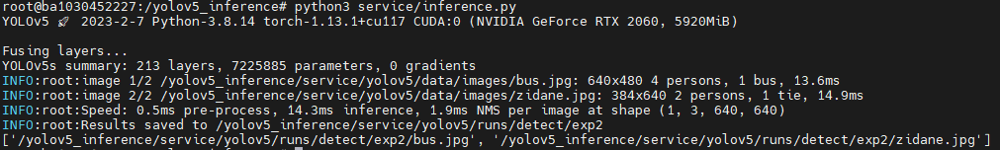 root@ba1030452227:/yolov5_inference# python3 service/inference.py
YOLOv5 🚀 2023-2-7 Python-3.8.14 torch-1.13.1+cu117 CUDA:0 (NVIDIA GeForce RTX 2060, 5920MiB)
Fusing layers...
YOLOv5s summary: 213 layers, 7225885 parameters, 0 gradients
INFO:root:image 1/2 /yolov5_inference/service/yolov5/data/images/bus.jpg: 640x480 4 persons, 1 bus, 13.6ms
INFO:root:image 2/2 /yolov5_inference/service/yolov5/data/images/zidane.jpg: 384x640 2 persons, 1 tie, 14.9ms
INFO:root:Speed: 0.5ms pre-process, 14.3ms inference, 1.9ms NMS per image at shape (1, 3, 640, 640)
INFO:root:Results saved to /yolov5_inference/service/yolov5/runs/detect/exp2
['/yolov5_inference/service/yolov5/runs/detect/exp2/bus.jpg', '/yolov5_inference/service/yolov5/runs/detect/exp2/zidane.jpg']